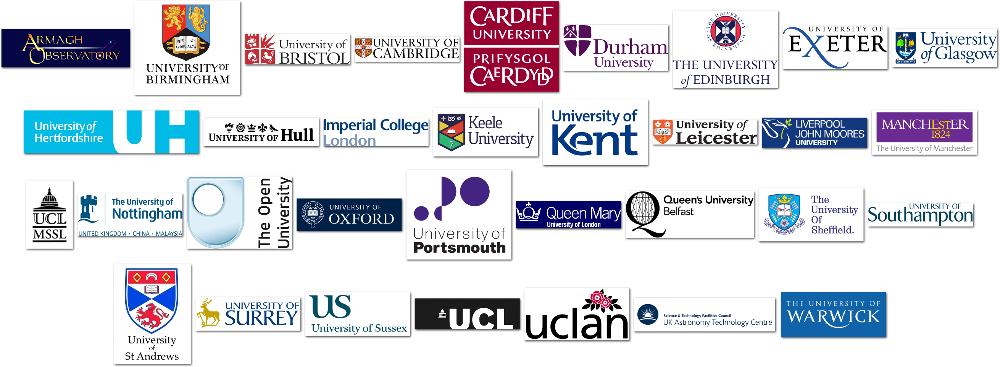 ARMAGH
OBSERVATORY
PER AD
ARDUA ALTA
UNIVERSITY OF
BIRMINGHAM
University of
BRISTOL
UNIVERSITY OF
CAMBRIDGE
CARDIFF
UNIVERSITY
PRIFYSGOL
CAERDYDD
Durham
University
THE UNIVERSITY OF EDINBURGH
THE UNIVERSITY
of EDINBURGH
UNIVERSITY OF
EXETER
University
of Glasgow
VIA VERITAS VITA
University of
Hertfordshire
UH
UNIVERSITY OF Hull
Imperial College
London
Keele
University
University of
Kent
University of
Leicester
LIVERPOOL
JOHN MOORES
UNIVERSITY
MANCHESTER
1824
The University of Manchester
UCL
MSSL
The University of
Nottingham
UNITED KINGDOM · CHINA · MALAYSIA
The Open
University
UNIVERSITY OF
OXFORD
University of
Portsmouth
Queen Mary
University of London
Queen's University
Belfast
Disce Doce
RERVM COGNOSCERE CAVSAS
The
University
Of
Sheffield.
UNIVERSITY OF
Southampton
University
of
St Andrews
UNIVERSITY OF
SURREY
US
University of Sussex
UCL
uclan
Science & Technology Facilities Council
UK Astronomy Technology Centre
THE UNIVERSITY OF
WARWICK